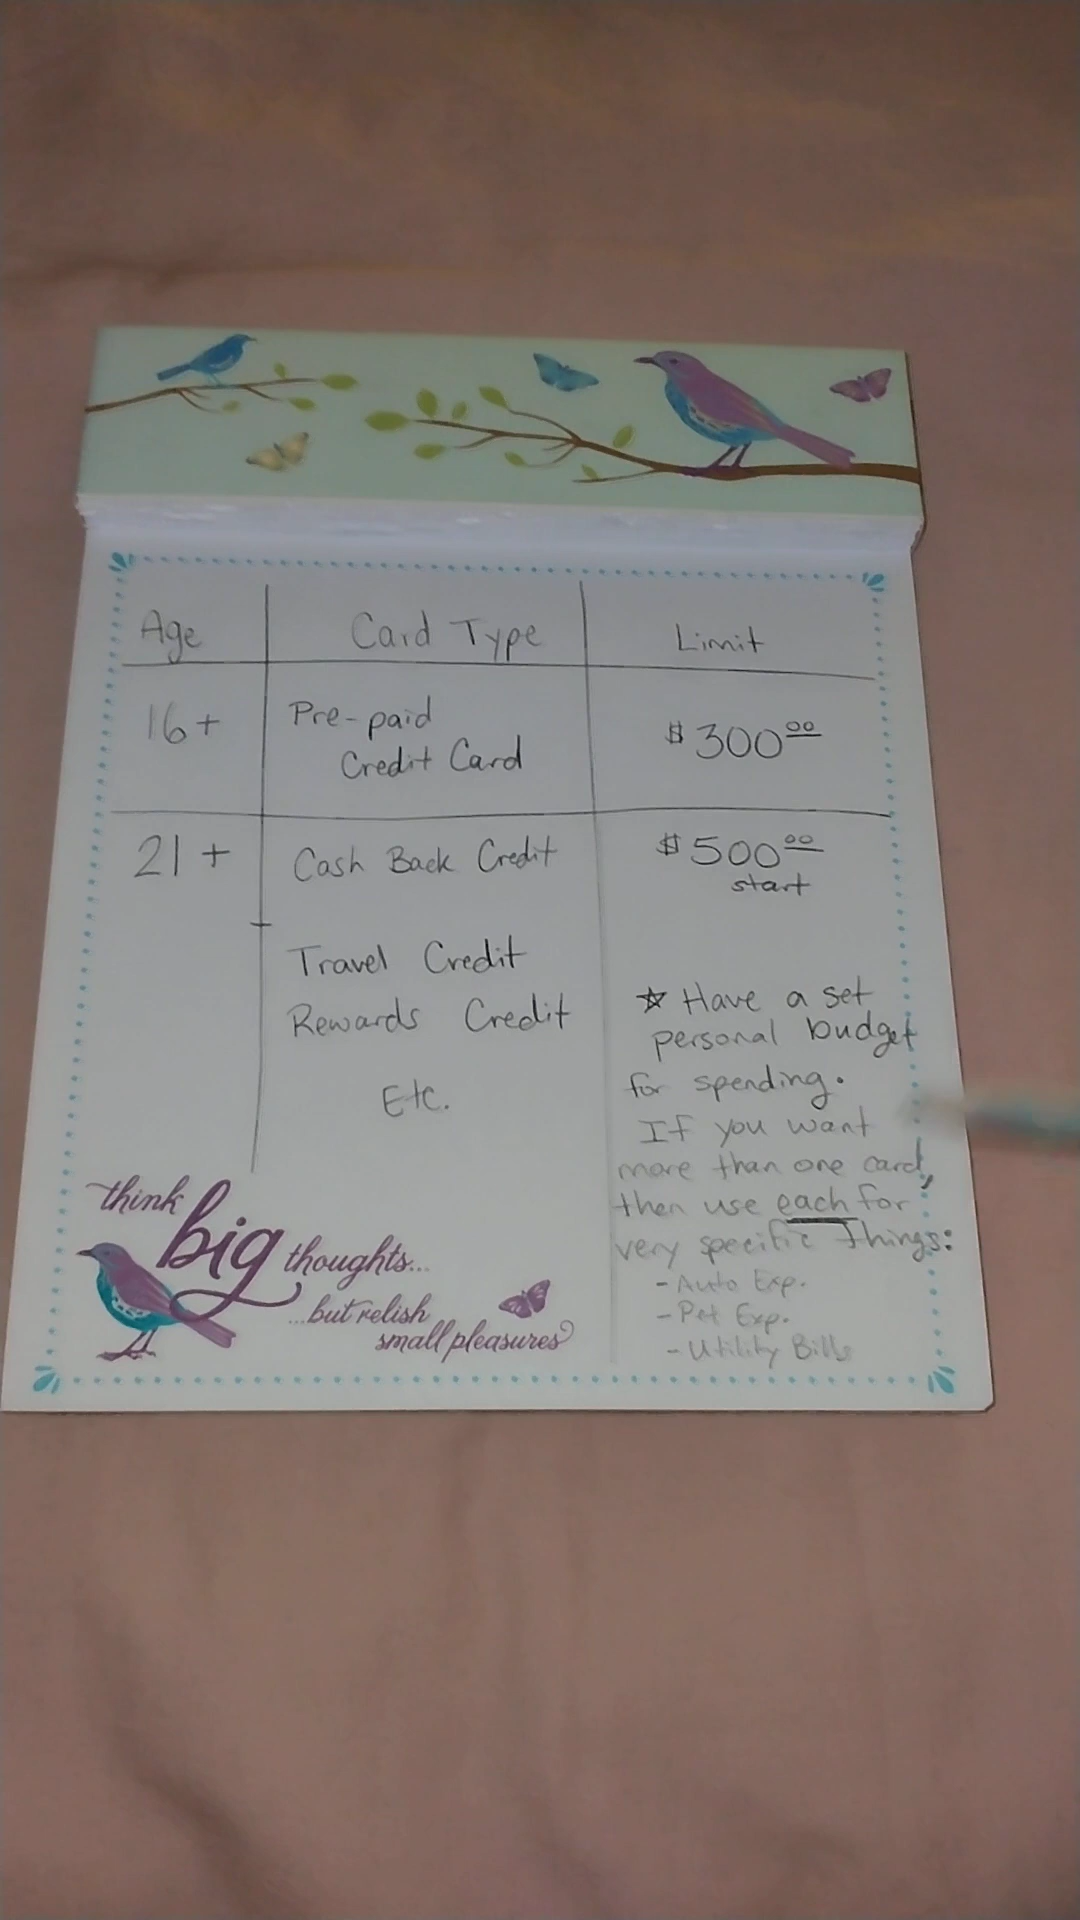 Age Card Type Limit
16+ Pre-paid
Credit Card
$300.00
21+ Cash Back Credit
$500.00
start
Travel Credit
Rewards Credit
Etc.
☆ Have a set
personal budget
for spending.
If you want
more than one card,
then use each for
very specific Things:
- Auto Exp.
- Pet Exp.
- Utility Bills
think
big thoughts...
...but relish
small pleasures